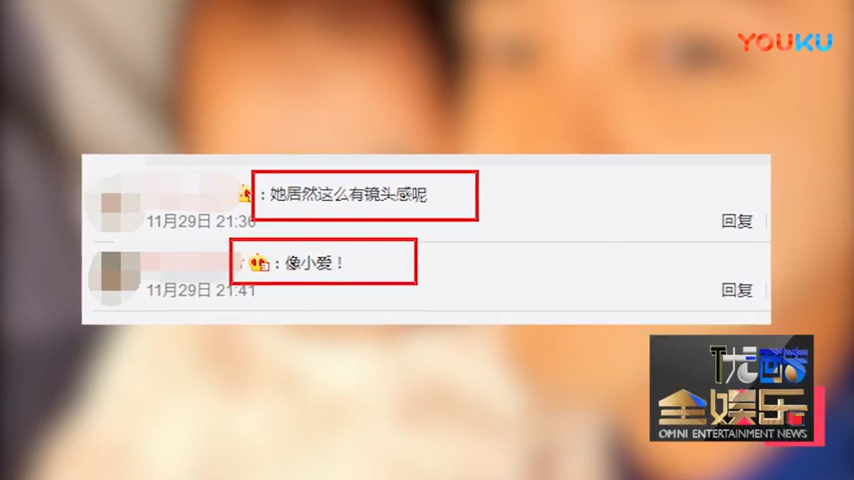 YOUKU
：她居然这么有镜头感呢
11月29日 21:36
回复
：像小爱！
11月29日 21:41
回复
优酷
全娱乐
OMNI ENTERTAINMENT NEWS